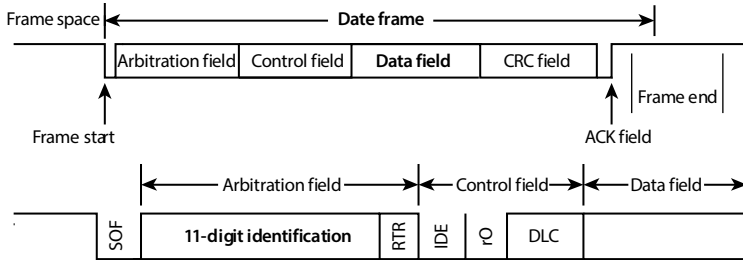 Frame space
Date frame
Arbitration field Control field Data field CRC field
Frame end
Frame start
ACK field
Arbitration field Control field Data field
SOF 11-digit identification RTR IDE rO DLC